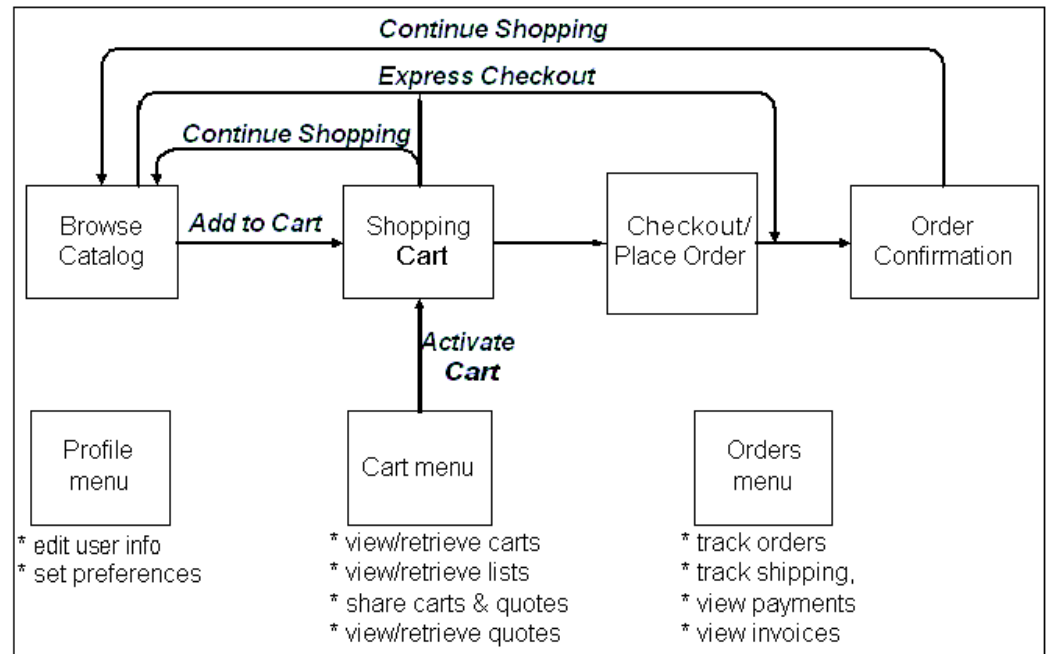 Continue Shopping
Express Checkout
Continue Shopping
Browse
Catalog
Add to Cart
Shopping
Cart
Checkout/
Place Order
Order
Confirmation
Activate
Cart
Profile
menu
Cart menu
Orders
menu
* edit user info
* set preferences
* view/retrieve carts
* view/retrieve lists
* share carts & quotes
* view/retrieve quotes
* track orders
* track shipping,
* view payments
* view invoices